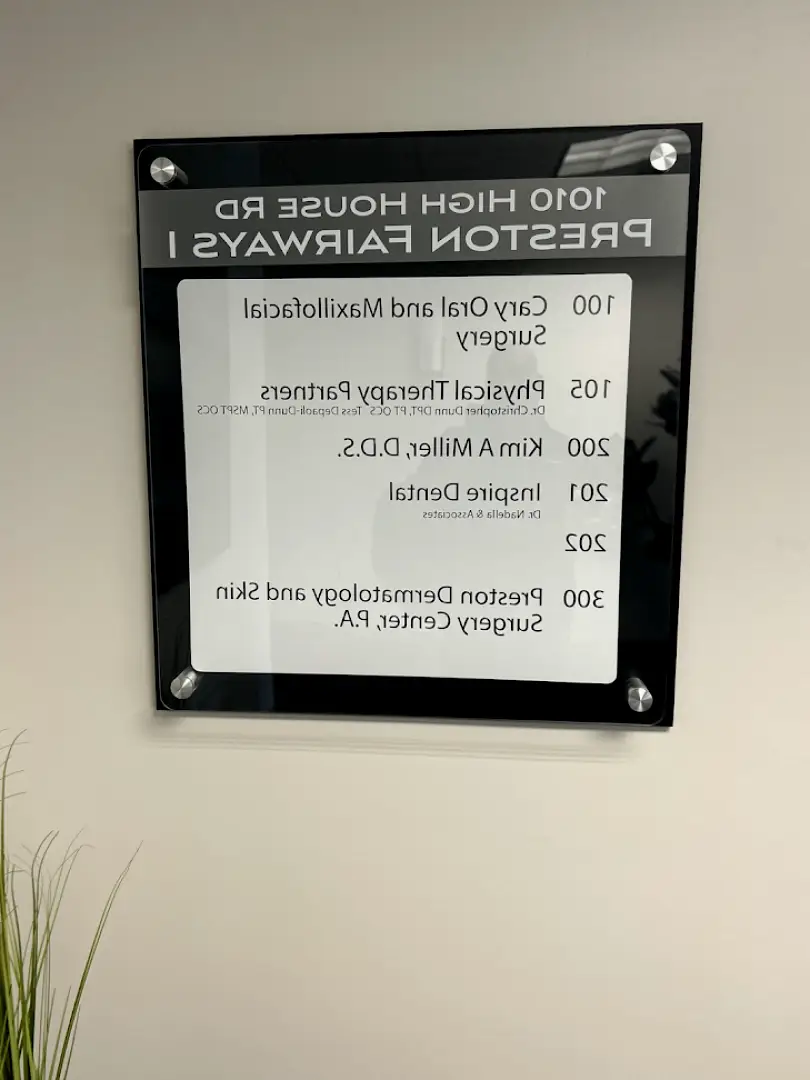 1010 HIGH HOUSE RD
PRESTON FAIRWAYS I
100 Cary Oral and Maxillofacial
Surgery
105 Physical Therapy Partners
Dr. Christopher Dunn DPT, PT OCS Tess Depaoli-Dunn PT, MSPT OCS
200 Kim A Miller, D.D.S.
201 Inspire Dental
Dr. Nadella & Associates
202
300 Preston Dermatology and Skin
Surgery Center, P.A.